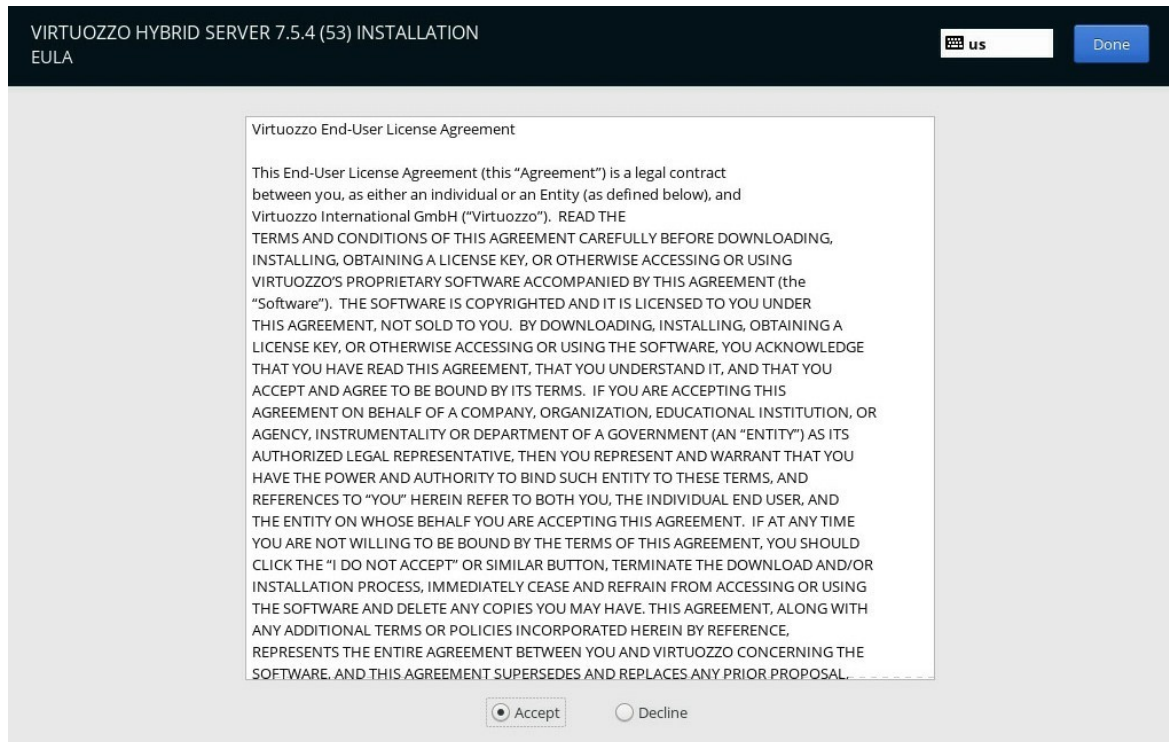 VIRTUOZZO HYBRID SERVER 7.5.4 (53) INSTALLATION
EULA
us
Done
Virtuozzo End-User License Agreement
This End-User License Agreement (this “Agreement”) is a legal contract
between you, as either an individual or an Entity (as defined below), and
Virtuozzo International GmbH (“Virtuozzo”).  READ THE
TERMS AND CONDITIONS OF THIS AGREEMENT CAREFULLY BEFORE DOWNLOADING,
INSTALLING, OBTAINING A LICENSE KEY, OR OTHERWISE ACCESSING OR USING
VIRTUOZZO’S PROPRIETARY SOFTWARE ACCOMPANIED BY THIS AGREEMENT (the
“Software”).  THE SOFTWARE IS COPYRIGHTED AND IT IS LICENSED TO YOU UNDER
THIS AGREEMENT, NOT SOLD TO YOU.  BY DOWNLOADING, INSTALLING, OBTAINING A
LICENSE KEY, OR OTHERWISE ACCESSING OR USING THE SOFTWARE, YOU ACKNOWLEDGE
THAT YOU HAVE READ THIS AGREEMENT, THAT YOU UNDERSTAND IT, AND THAT YOU
ACCEPT AND AGREE TO BE BOUND BY ITS TERMS.  IF YOU ARE ACCEPTING THIS
AGREEMENT ON BEHALF OF A COMPANY, ORGANIZATION, EDUCATIONAL INSTITUTION, OR
AGENCY, INSTRUMENTALITY OR DEPARTMENT OF A GOVERNMENT (AN “ENTITY”) AS ITS
AUTHORIZED LEGAL REPRESENTATIVE, THEN YOU REPRESENT AND WARRANT THAT YOU
HAVE THE POWER AND AUTHORITY TO BIND SUCH ENTITY TO THESE TERMS, AND
REFERENCES TO “YOU” HEREIN REFER TO BOTH YOU, THE INDIVIDUAL END USER, AND
THE ENTITY ON WHOSE BEHALF YOU ARE ACCEPTING THIS AGREEMENT.  IF AT ANY TIME
YOU ARE NOT WILLING TO BE BOUND BY THE TERMS OF THIS AGREEMENT, YOU SHOULD
CLICK THE “I DO NOT ACCEPT” OR SIMILAR BUTTON, TERMINATE THE DOWNLOAD AND/OR
INSTALLATION PROCESS, IMMEDIATELY CEASE AND REFRAIN FROM ACCESSING OR USING
THE SOFTWARE AND DELETE ANY COPIES YOU MAY HAVE. THIS AGREEMENT, ALONG WITH
ANY ADDITIONAL TERMS OR POLICIES INCORPORATED HEREIN BY REFERENCE,
REPRESENTS THE ENTIRE AGREEMENT BETWEEN YOU AND VIRTUOZZO CONCERNING THE
SOFTWARE, AND THIS AGREEMENT SUPERSEDES AND REPLACES ANY PRIOR PROPOSAL,
Accept
Decline